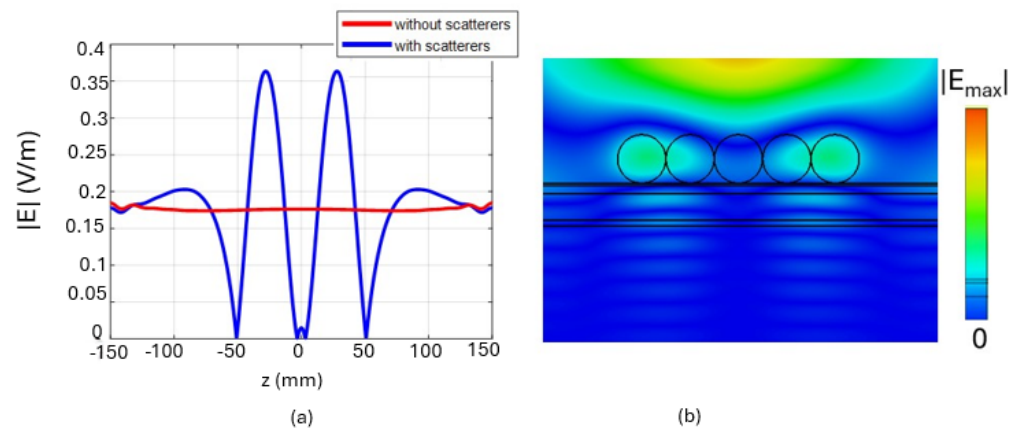 without scatterers
with scatterers
0.4
0.35
0.3
0.25
0.2
0.15
0.1
0.05
0
|E| (V/m)
-150 -100 -50 0 50 100 150
z (mm)
(a)
|Emax|
0
(b)